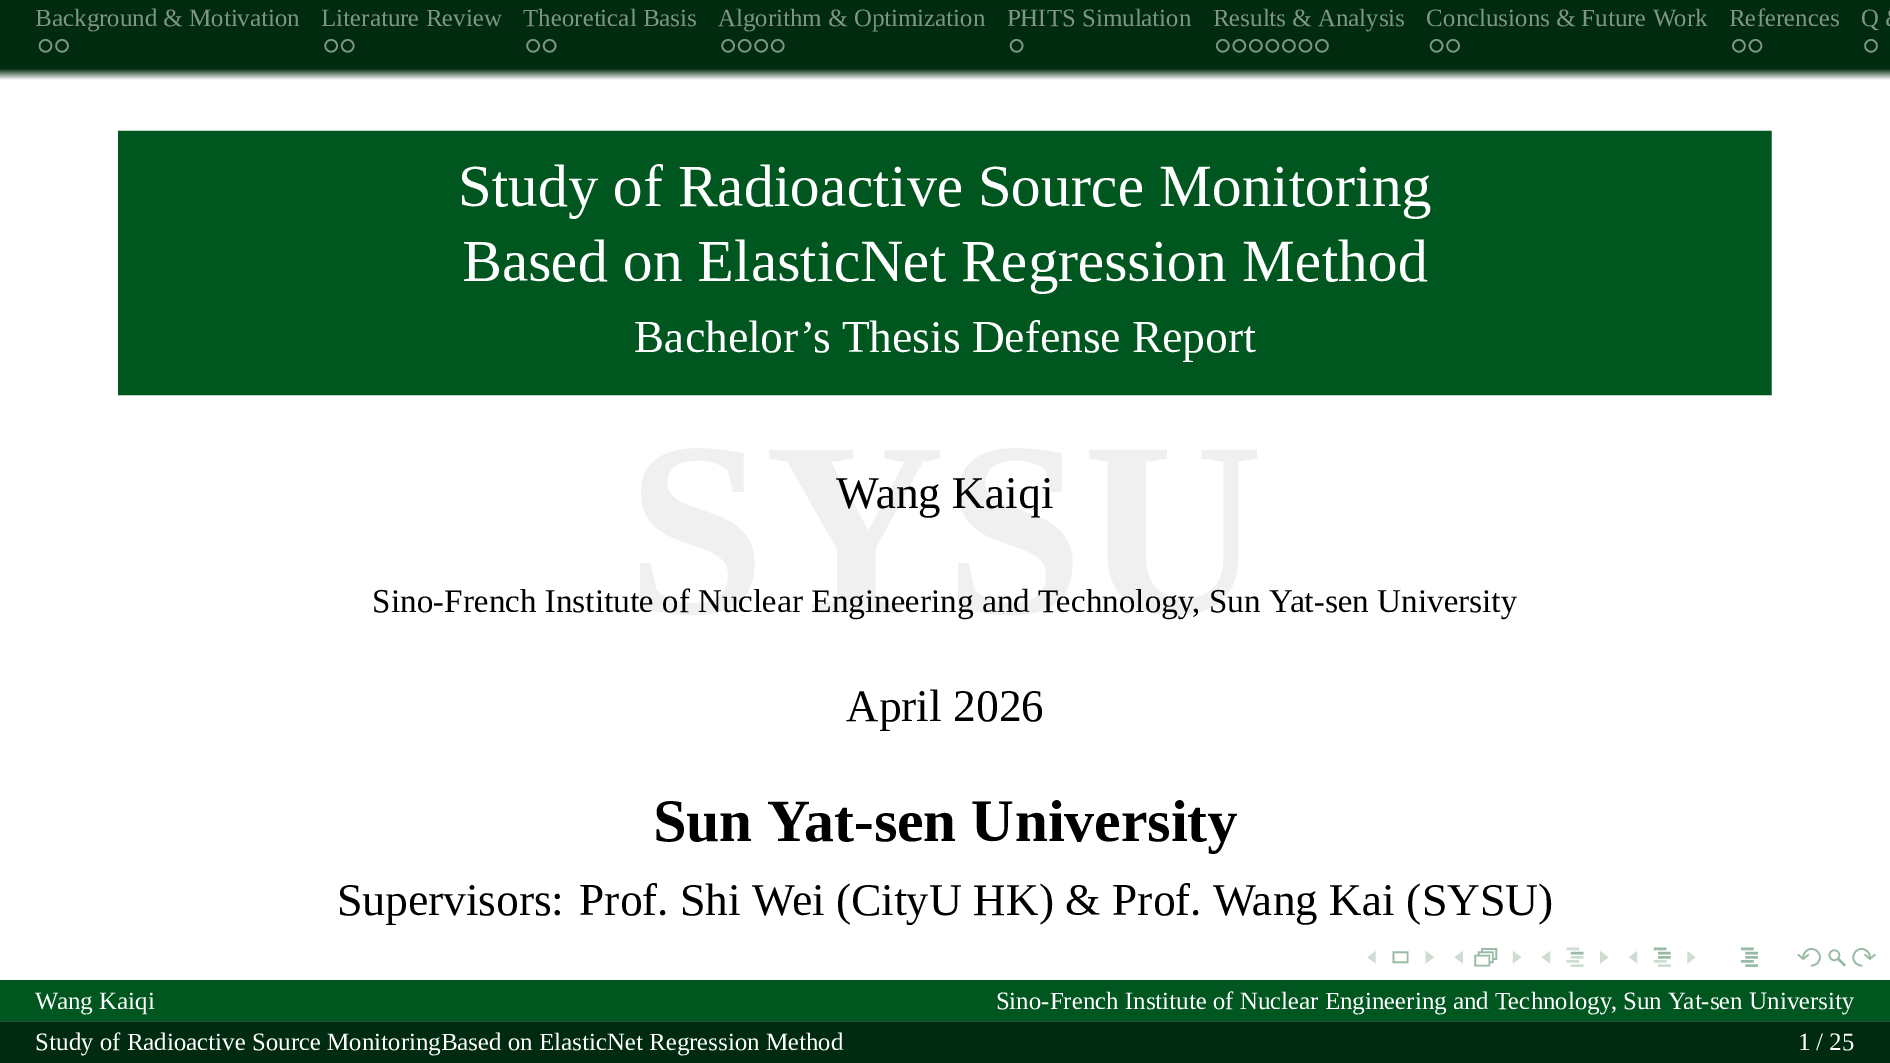 Background & Motivation Literature Review Theoretical Basis Algorithm & Optimization PHITS Simulation Results & Analysis Conclusions & Future Work References Q &
Study of Radioactive Source Monitoring
Based on ElasticNet Regression Method
Bachelor’s Thesis Defense Report
SYSU
Wang Kaiqi
Sino-French Institute of Nuclear Engineering and Technology, Sun Yat-sen University
April 2026
Sun Yat-sen University
Supervisors: Prof. Shi Wei (CityU HK) & Prof. Wang Kai (SYSU)
Wang Kaiqi Sino-French Institute of Nuclear Engineering and Technology, Sun Yat-sen University
Study of Radioactive Source MonitoringBased on ElasticNet Regression Method 1 / 25